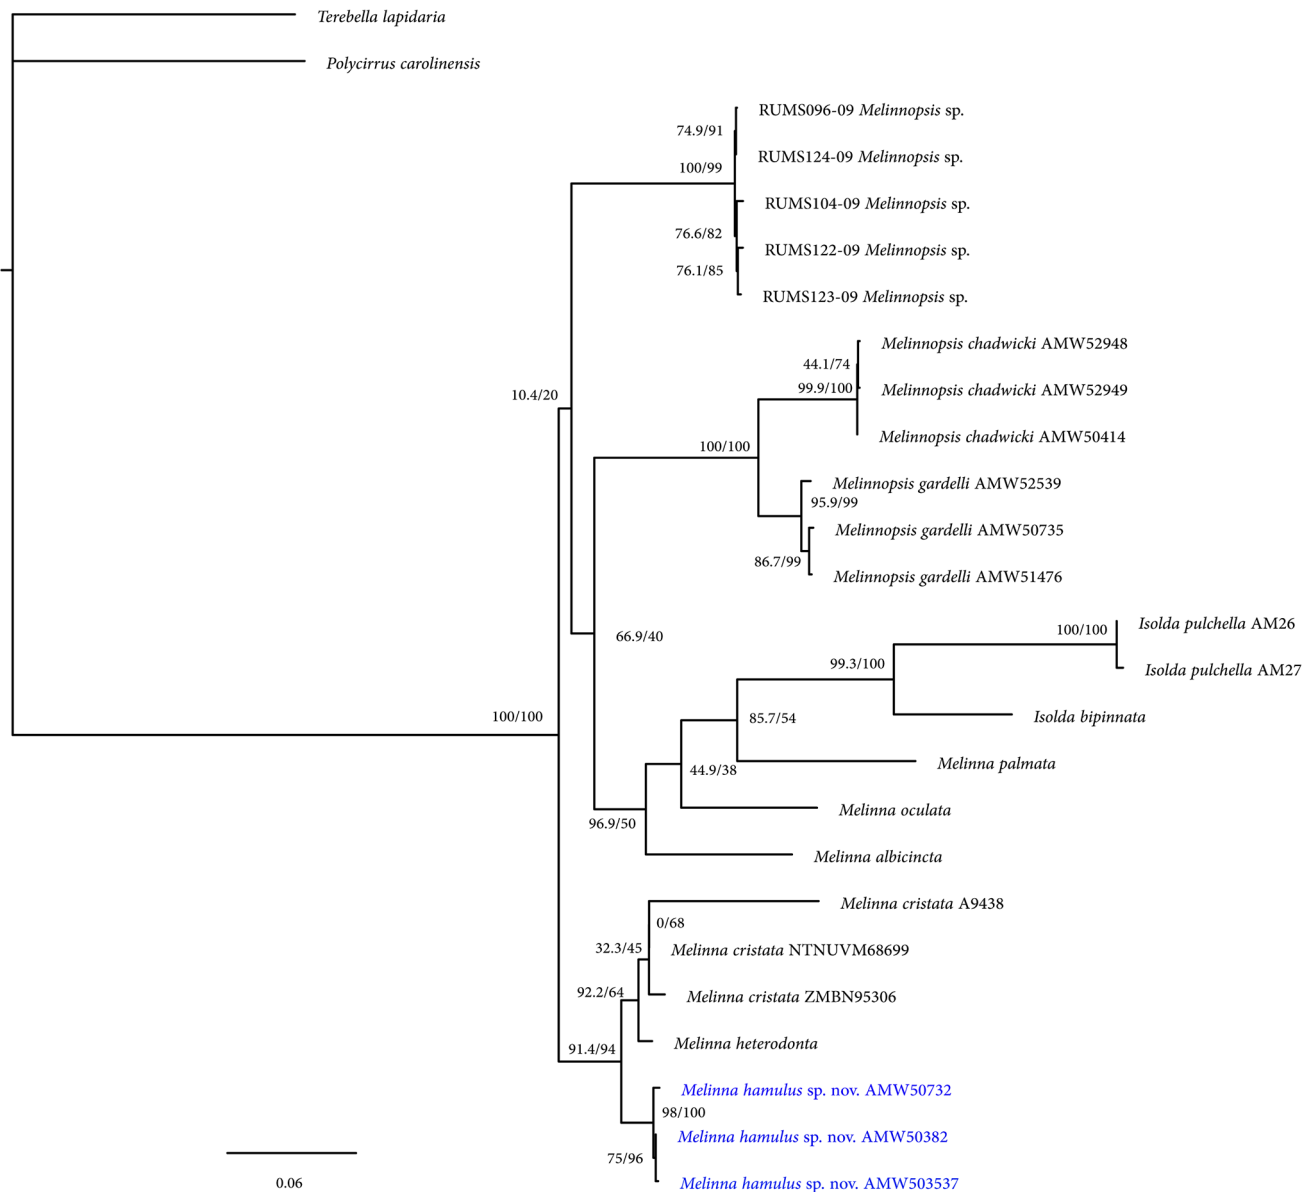 Terebella lapidaria
Polycirrus carolinensis
RUMS096-09 Melinnopsis sp.
74.9/91
RUMS124-09 Melinnopsis sp.
100/99
RUMS104-09 Melinnopsis sp.
76.6/82
RUMS122-09 Melinnopsis sp.
76.1/85
RUMS123-09 Melinnopsis sp.
Melinnopsis chadwicki AMW52948
44.1/74
99.9/100
Melinnopsis chadwicki AMW52949
10.4/20
Melinnopsis chadwicki AMW50414
100/100
Melinnopsis gardelli AMW52539
95.9/99
Melinnopsis gardelli AMW50735
86.7/99
Melinnopsis gardelli AMW51476
Isolda pulchella AM26
100/100
66.9/40
99.3/100
Isolda pulchella AM27
100/100
Isolda bipinnata
85.7/54
Melinna palmata
44.9/38
Melinna oculata
96.9/50
Melinna albicincta
Melinna cristata A9438
0/68
32.3/45
Melinna cristata NTNUVM68699
92.2/64
Melinna cristata ZMBN95306
Melinna heterodonta
91.4/94
Melinna hamulus sp. nov. AMW50732
98/100
Melinna hamulus sp. nov. AMW50382
75/96
Melinna hamulus sp. nov. AMW503537
0.06